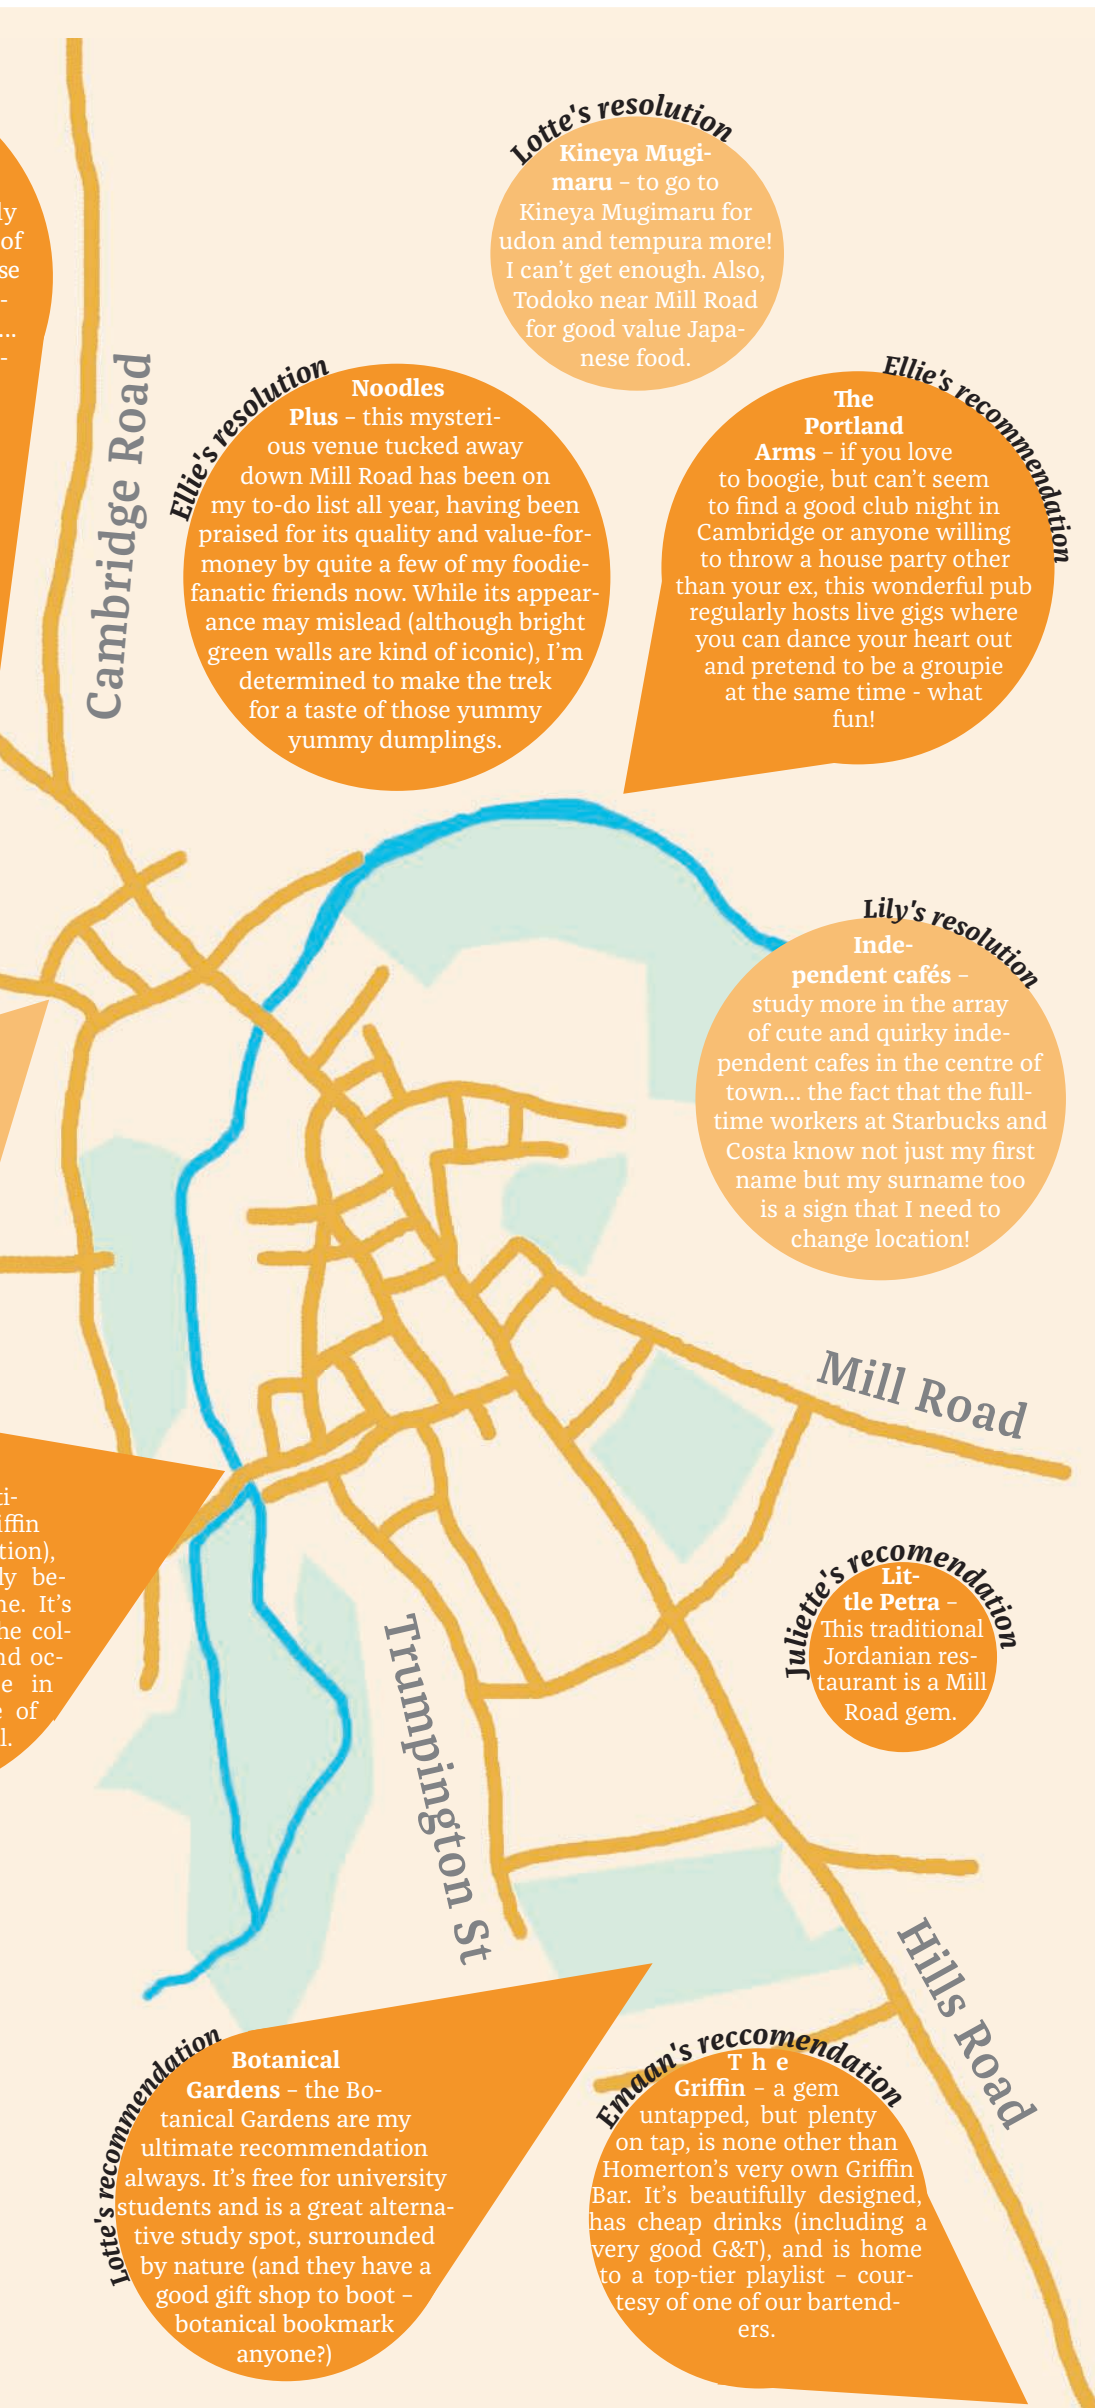 ly
of
se
-
...
-
Cambridge Road
Lotte's resolution
Kineya Mugi-
maru – to go to
Kineya Mugimaru for
udon and tempura more!
I can't get enough. Also,
Todoko near Mill Road
for good value Japa-
nese food.
Ellie's resolution
Noodles
Plus – this mysteri-
ous venue tucked away
down Mill Road has been on
my to-do list all year, having been
praised for its quality and value-for-
money by quite a few of my foodie-
fanatic friends now. While its appear-
ance may mislead (although bright
green walls are kind of iconic), I'm
determined to make the trek
for a taste of those yummy
yummy dumplings.
Ellie's recommendation
The
Portland
Arms – if you love
to boogie, but can't seem
to find a good club night in
Cambridge or anyone willing
to throw a house party other
than your ex, this wonderful pub
regularly hosts live gigs where
you can dance your heart out
and pretend to be a groupie
at the same time - what
fun!
Lily's resolution
Inde-
pendent cafés –
study more in the array
of cute and quirky inde-
pendent cafes in the centre of
town... the fact that the full-
time workers at Starbucks and
Costa know not just my first
name but my surname too
is a sign that I need to
change location!
Mill Road
ti-
iffin
tion),
ly be-
ne. It's
he col-
nd oc-
e in
e of
l.
Juliette's recomendation
Lit-
tle Petra –
This traditional
Jordanian res-
taurant is a Mill
Road gem.
Trumpington St
Hills Road
Lotte's recommendation
Botanical
Gardens – the Bo-
tanical Gardens are my
ultimate recommendation
always. It's free for university
students and is a great alterna-
tive study spot, surrounded
by nature (and they have a
good gift shop to boot –
botanical bookmark
anyone?)
Emaan's reccomendation
The
Griffin – a gem
untapped, but plenty
on tap, is none other than
Homerton's very own Griffin
Bar. It's beautifully designed,
has cheap drinks (including a
very good G&T), and is home
to a top-tier playlist – cour-
tesy of one of our bartend-
ers.